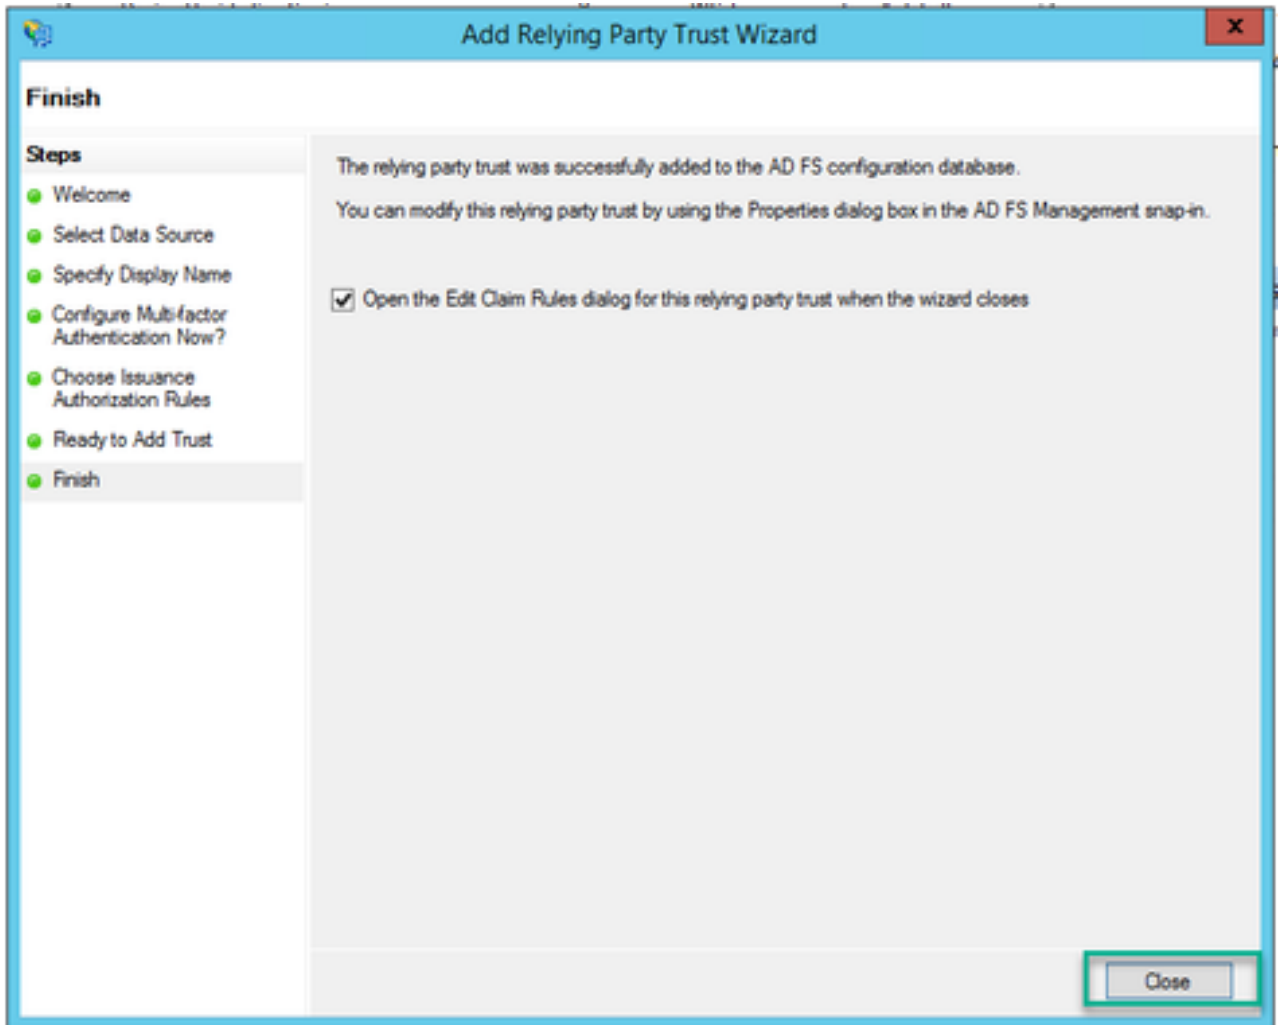 Add Relying Party Trust Wizard
x
Finish
Steps
Welcome
Select Data Source
Specify Display Name
Configure Multi-factor
Authentication Now?
Choose Issuance
Authorization Rules
Ready to Add Trust
Finish
The relying party trust was successfully added to the AD FS configuration database.
You can modify this relying party trust by using the Properties dialog box in the AD FS Management snap-in.
Open the Edit Claim Rules dialog for this relying party trust when the wizard closes
Close